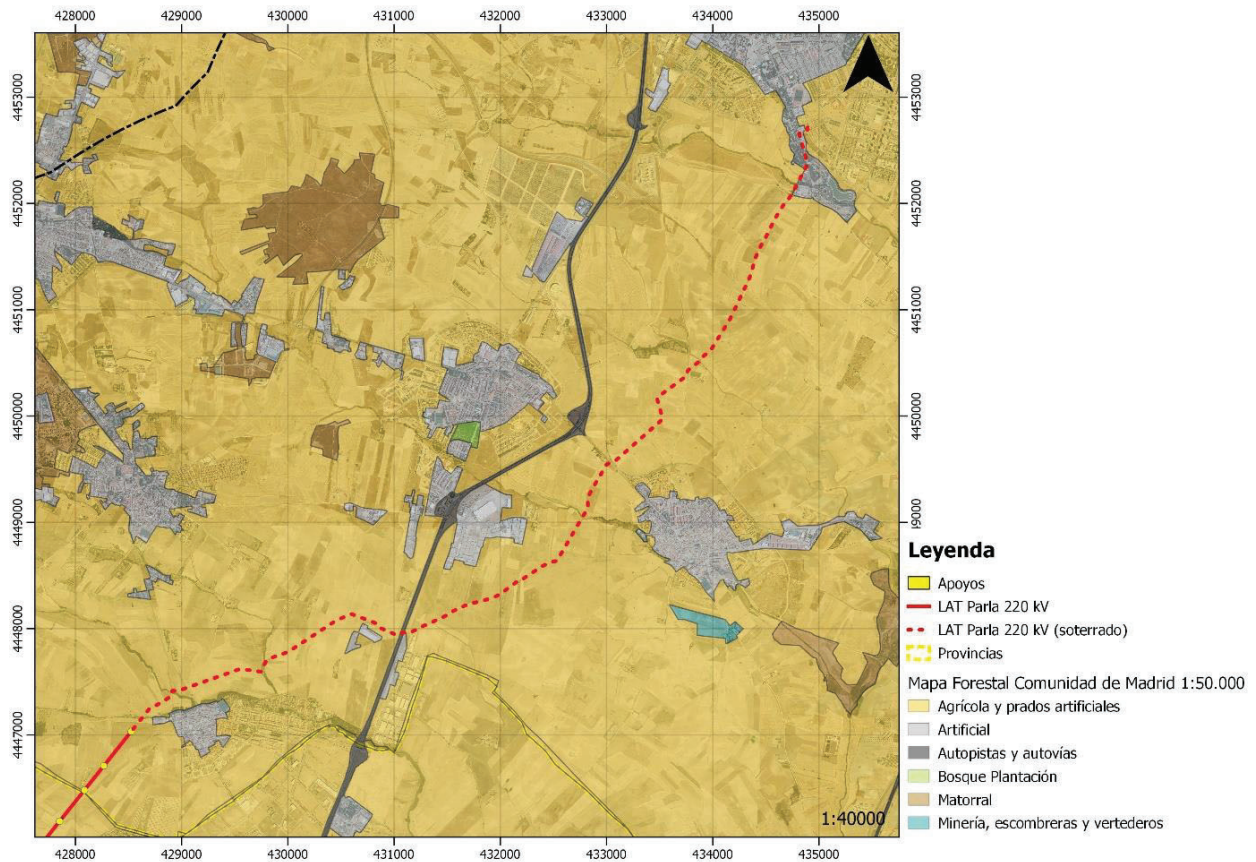 428000 429000 430000 431000 432000 433000 434000 435000
4453000 4453000
4452000 4452000
4451000 4451000
4450000 4450000
4449000 49000
4448000
4447000
1:40000
428000 429000 430000 431000 432000 433000 434000 435000
Leyenda
Apoyos
LAT Parla 220 kV
LAT Parla 220 kV (soterrado)
Provincias
Mapa Forestal Comunidad de Madrid 1:50.000
Agrícola y prados artificiales
Artificial
Autopistas y autovías
Bosque Plantación
Matorral
Minería, escombreras y vertederos